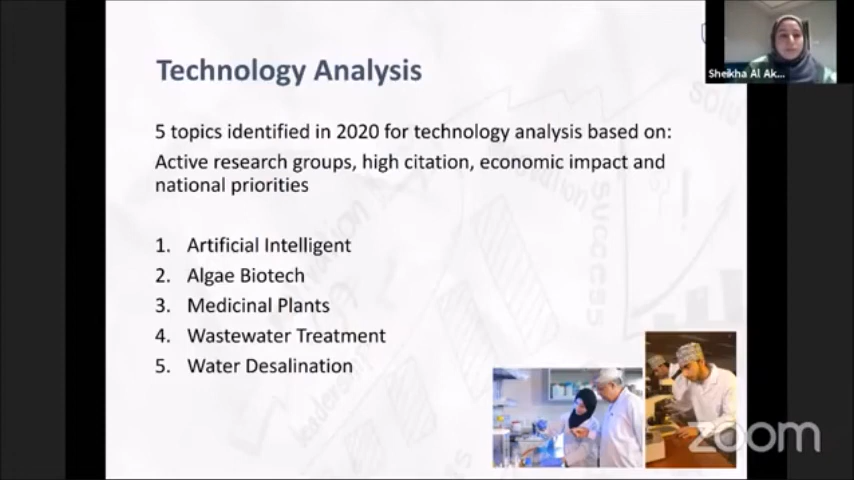 Technology Analysis
Sheikha Al Ak...
5 topics identified in 2020 for technology analysis based on:
Active research groups, high citation, economic impact and
national priorities
1. Artificial Intelligent
2. Algae Biotech
3. Medicinal Plants
4. Wastewater Treatment
5. Water Desalination
success
leadership
zoom